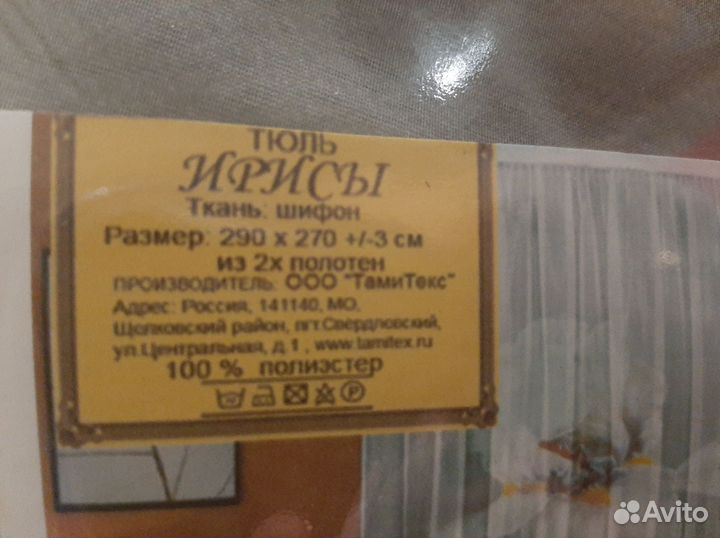 ТЮЛЬ
ИРИСЫ
Ткань: шифон
Размер: 290 x 270 +/-3 см
из 2х полотен
ПРОИЗВОДИТЕЛЬ: ООО "ТамиТекс"
Адрес: Россия, 141140, МО,
Щелковский район, пгт.Свердловский,
ул.Центральная, д.1 , www.tamitex.ru
100 % полиэстер
P
Avito